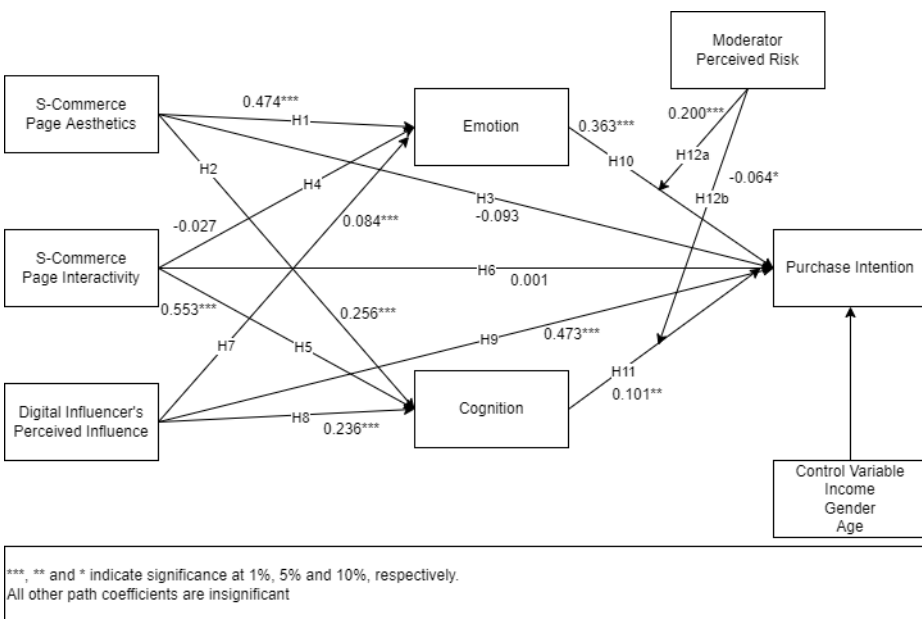 Moderator
Perceived Risk
S-Commerce
Page Aesthetics
0.474***
H1
Emotion
0.363***
0.200***
H10
H12a
H2
H4
H3
-0.093
-0.064*
H12b
0.084***
-0.027
S-Commerce
Page Interactivity
H6
0.001
Purchase Intention
0.553***
0.256***
H7
H5
H9
0.473***
H11
0.101**
Digital Influencer's
Perceived Influence
H8
0.236***
Cognition
Control Variable
Income
Gender
Age
***, ** and * indicate significance at 1%, 5% and 10%, respectively.
All other path coefficients are insignificant